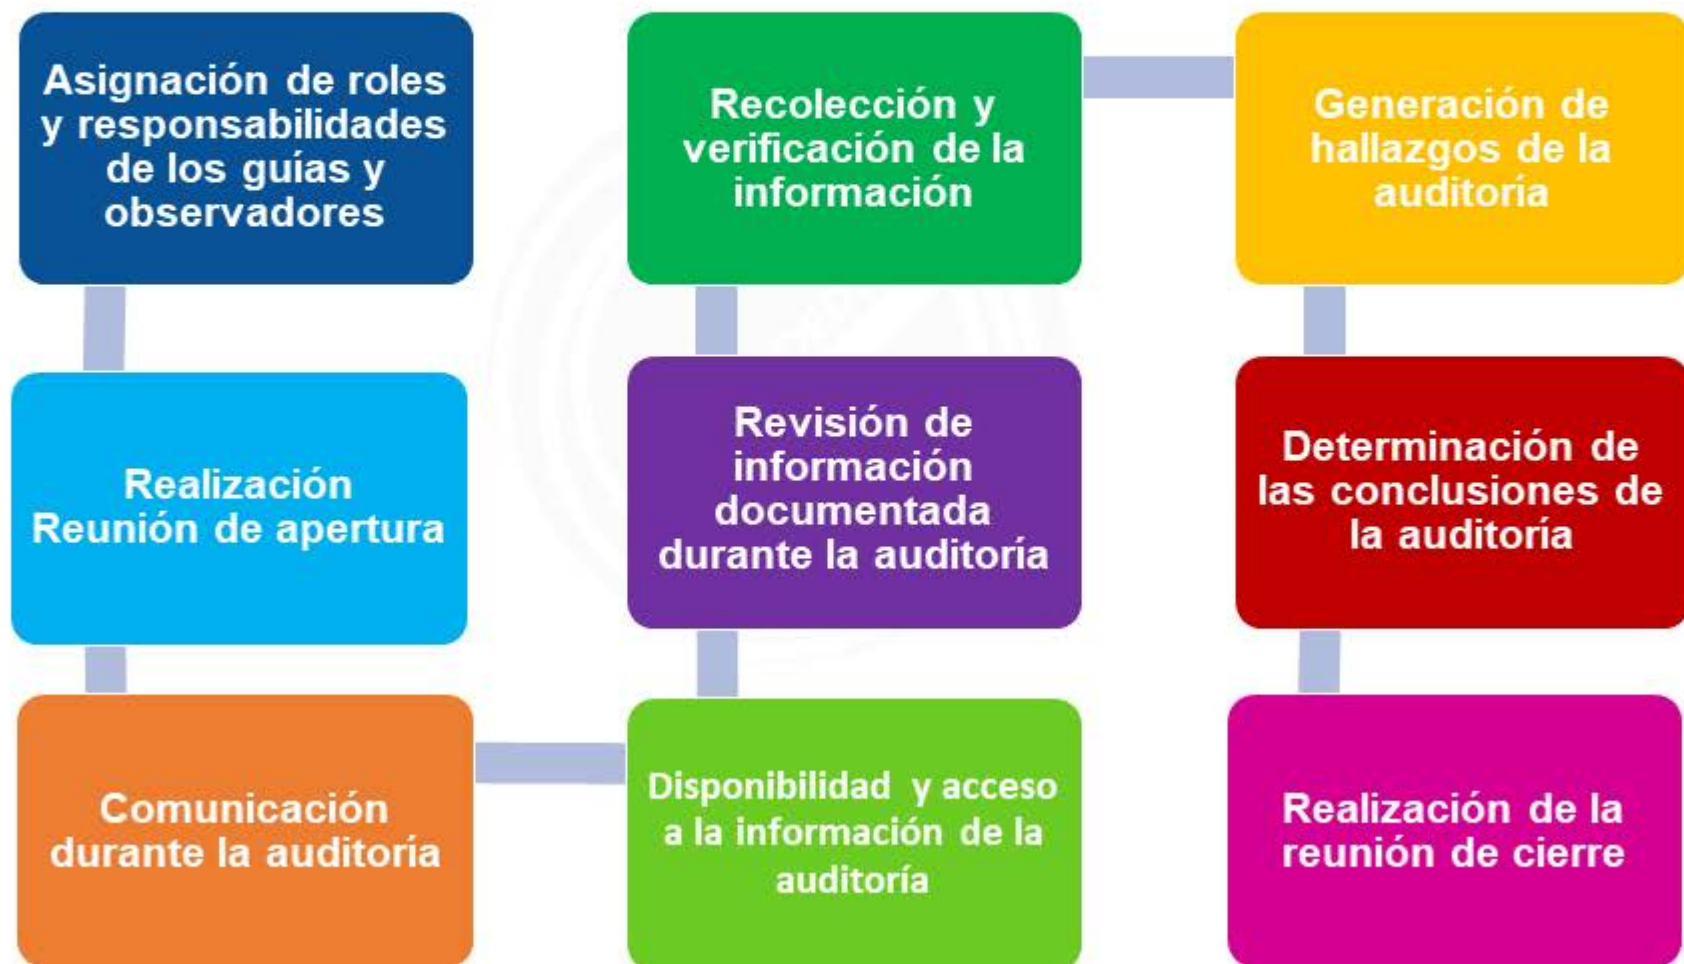 Asignación de roles
y responsabilidades
de los guías y
observadores
Realización
Reunión de apertura
Comunicación
durante la auditoría
Disponibilidad y acceso
a la información de la
auditoría
Revisión de
información
documentada
durante la auditoría
Recolección y
verificación de la
información
Generación de
hallazgos de la
auditoría
Determinación de
las conclusiones de
la auditoría
Realización de la
reunión de cierre